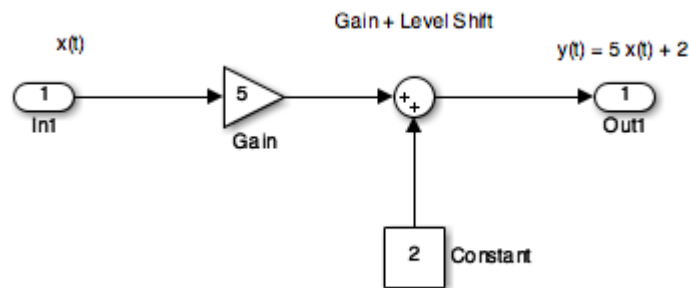 Gain + Level Shift
x(t)
y(t) = 5 x(t) + 2
1
5
++
1
In1
Gain
Out1
2
Constant